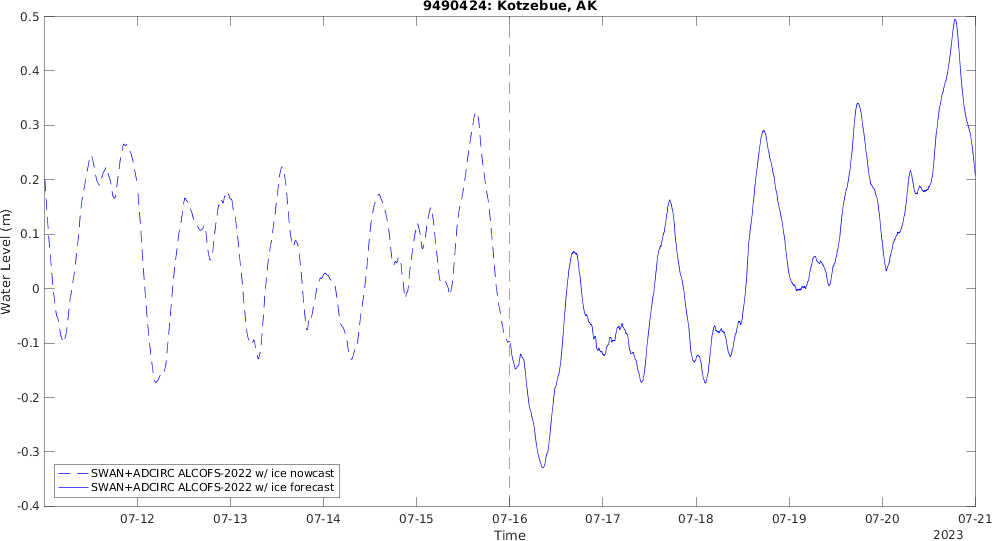 9490424: Kotzebue, AK
0.5
0.4
0.3
0.2
0.1
0
-0.1
-0.2
-0.3
-0.4
Water Level (m)
SWAN+ADCIRC ALCOFS-2022 w/ ice nowcast
SWAN+ADCIRC ALCOFS-2022 w/ ice forecast
07-12 07-13 07-14 07-15 07-16 07-17 07-18 07-19 07-20 07-21
Time
2023